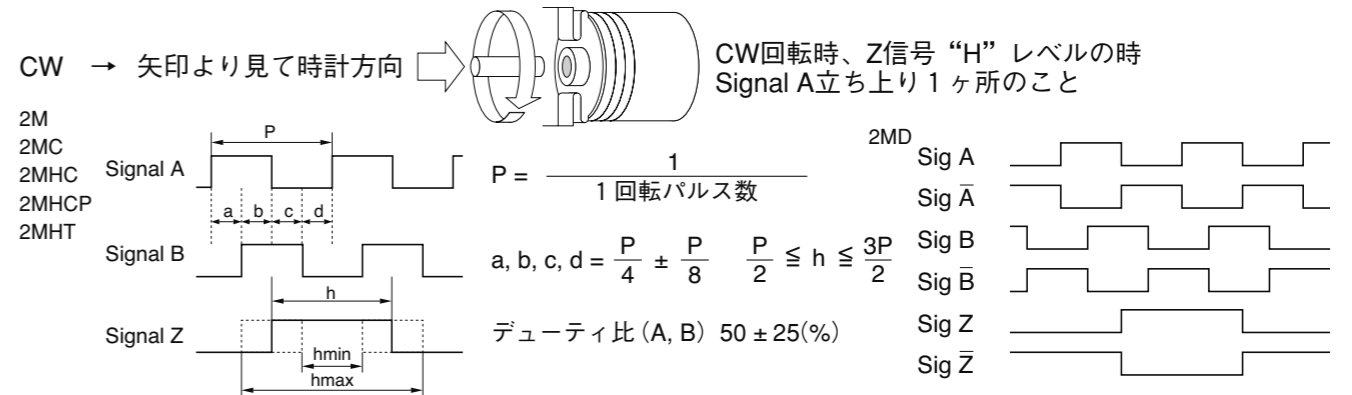 CW → 矢印より見て時計方向
CW回転時、Z信号 “H” レベルの時
Signal A立ち上り1ヶ所のこと
2M
2MC
2MHC
2MHCP
2MHT
P
Signal A
a b c d
Signal B
h
Signal Z
hmin
hmax
P = 1 / 1回転パルス数
a, b, c, d = P/4 ± P/8 P/2 ≦ h ≦ 3P/2
デューティ比 (A, B) 50 ± 25(%)
2MD
Sig A
Sig A̅
Sig B
Sig B̅
Sig Z
Sig Z̅